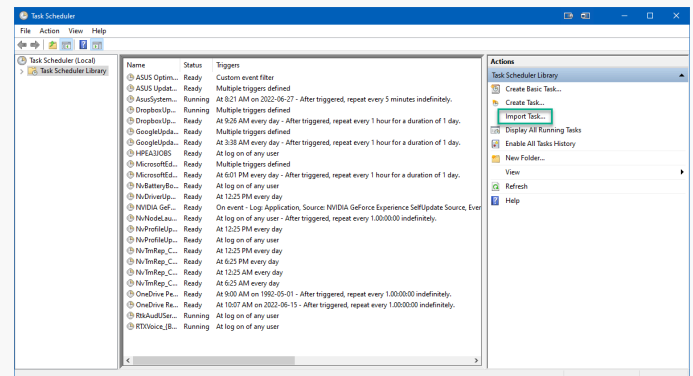 Task Scheduler
File Action View Help
Task Scheduler (Local)
Task Scheduler Library
Name Status Triggers
ASUS Optim... Ready Custom event filter
ASUS Updat... Ready Multiple triggers defined
AsusSystem... Running At 8:21 AM on 2022-06-27 - After triggered, repeat every 5 minutes indefinitely.
DropboxUp... Running Multiple triggers defined
DropboxUp... Ready At 9:26 AM every day - After triggered, repeat every 1 hour for a duration of 1 day.
GoogleUpda... Ready Multiple triggers defined
GoogleUpda... Ready At 3:38 AM every day - After triggered, repeat every 1 hour for a duration of 1 day.
HPEA3JOBS Ready At log on of any user
MicrosoftEd... Ready Multiple triggers defined
MicrosoftEd... Ready At 6:01 PM every day - After triggered, repeat every 1 hour for a duration of 1 day.
NvBatteryBo... Ready At log on of any user
NvDriverUp... Ready At 12:25 PM every day
NVIDIA GeF... Ready On event - Log: Application, Source: NVIDIA GeForce Experience SelfUpdate Source, Ever
NvNodeLau... Ready At log on of any user - After triggered, repeat every 1.00:00:00 indefinitely.
NvProfileUp... Ready At 12:25 PM every day
NvProfileUp... Ready At log on of any user
NvTmRep_C... Ready At 12:25 PM every day
NvTmRep_C... Ready At 6:25 PM every day
NvTmRep_C... Ready At 12:25 AM every day
NvTmRep_C... Ready At 6:25 AM every day
OneDrive Pe... Ready At 9:00 AM on 1992-05-01 - After triggered, repeat every 1.00:00:00 indefinitely.
OneDrive Re... Ready At 10:07 AM on 2022-06-15 - After triggered, repeat every 1.00:00:00 indefinitely.
RtkAudUSer... Running At log on of any user
RTXVoice_{B... Running At log on of any user
Actions
Task Scheduler Library
Create Basic Task...
Create Task...
Import Task...
Display All Running Tasks
Enable All Tasks History
New Folder...
View
Refresh
Help